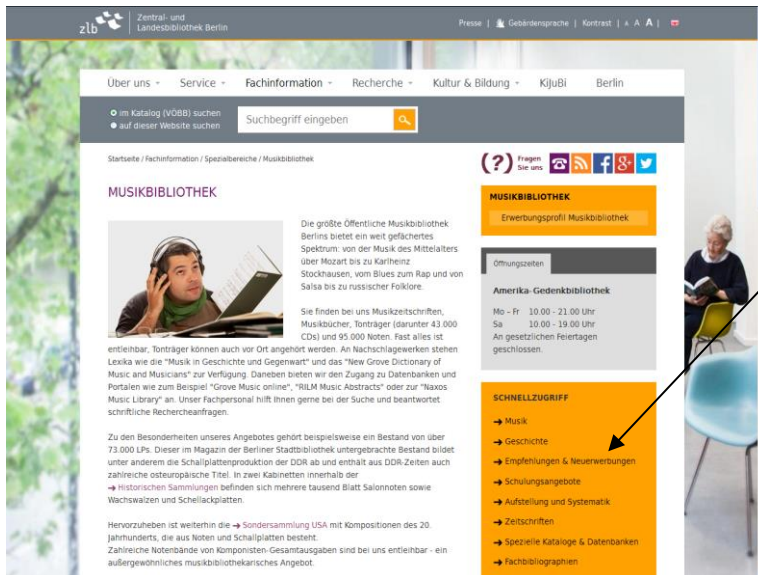 zlb
Zentral- und
Landesbibliothek Berlin
Presse | Gebärdensprache | Kontrast | A A A |
Über uns Service Fachinformation Recherche Kultur & Bildung KiJuBi Berlin
im Katalog (VÖBB) suchen
auf dieser Website suchen
Suchbegriff eingeben
Startseite / Fachinformation / Spezialbereiche / Musikbibliothek
MUSIKBIBLIOTHEK
Die größte Öffentliche Musikbibliothek
Berlins bietet ein weit gefächertes
Spektrum: von der Musik des Mittelalters
über Mozart bis zu Karlheinz
Stockhausen, vom Blues zum Rap und von
Salsa bis zu russischer Folklore.
Sie finden bei uns Musikzeitschriften,
Musikbücher, Tonträger (darunter 43.000
CDs) und 95.000 Noten. Fast alles ist
entleihbar, Tonträger können auch vor Ort angehört werden. An Nachschlagewerken stehen
Lexika wie die "Musik in Geschichte und Gegenwart" und das "New Grove Dictionary of
Music and Musicians" zur Verfügung. Daneben bieten wir den Zugang zu Datenbanken und
Portalen wie zum Beispiel "Grove Music online", "RILM Music Abstracts" oder zur "Naxos
Music Library" an. Unser Fachpersonal hilft Ihnen gerne bei der Suche und beantwortet
schriftliche Rechercheanfragen.
Zu den Besonderheiten unseres Angebotes gehört beispielsweise ein Bestand von über
73.000 LPs. Dieser im Magazin der Berliner Stadtbibliothek untergebrachte Bestand bildet
unter anderem die Schallplattenproduktion der DDR ab und enthält aus DDR-Zeiten auch
zahlreiche osteuropäische Titel. In zwei Kabinetten innerhalb der
→ Historischen Sammlungen befinden sich mehrere tausend Blatt Salonnoten sowie
Wachswalzen und Schellackplatten.
Hervorzuheben ist weiterhin die → Sondersammlung USA mit Kompositionen des 20.
Jahrhunderts, die aus Noten und Schallplatten besteht.
Zahlreiche Notenbände von Komponisten-Gesamtausgaben sind bei uns entleihbar - ein
außergewöhnliches musikbibliothekarisches Angebot.
(?) Fragen
Sie uns
f g+
MUSIKBIBLIOTHEK
Erwerbungsprofil Musikbibliothek
Öffnungszeiten
Amerika-Gedenkbibliothek
Mo - Fr 10.00 - 21.00 Uhr
Sa 10.00 - 19.00 Uhr
An gesetzlichen Feiertagen
geschlossen.
SCHNELLZUGRIFF
→ Musik
→ Geschichte
→ Empfehlungen & Neuerwerbungen
→ Schulungsangebote
→ Aufstellung und Systematik
→ Zeitschriften
→ Spezielle Kataloge & Datenbanken
→ Fachbibliographien